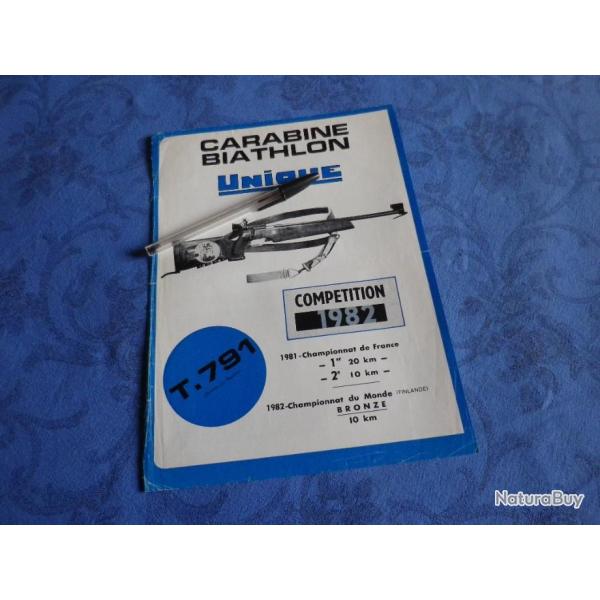 CARABINE
BIATHLON
UNIQUE
COMPETITION
1982
T.791
1981-Championnat de France
- 1er 20 km -
- 2e 10 km -
1982-Championnat du Monde (FINLANDE)
BRONZE
10 km
NaturaBuy